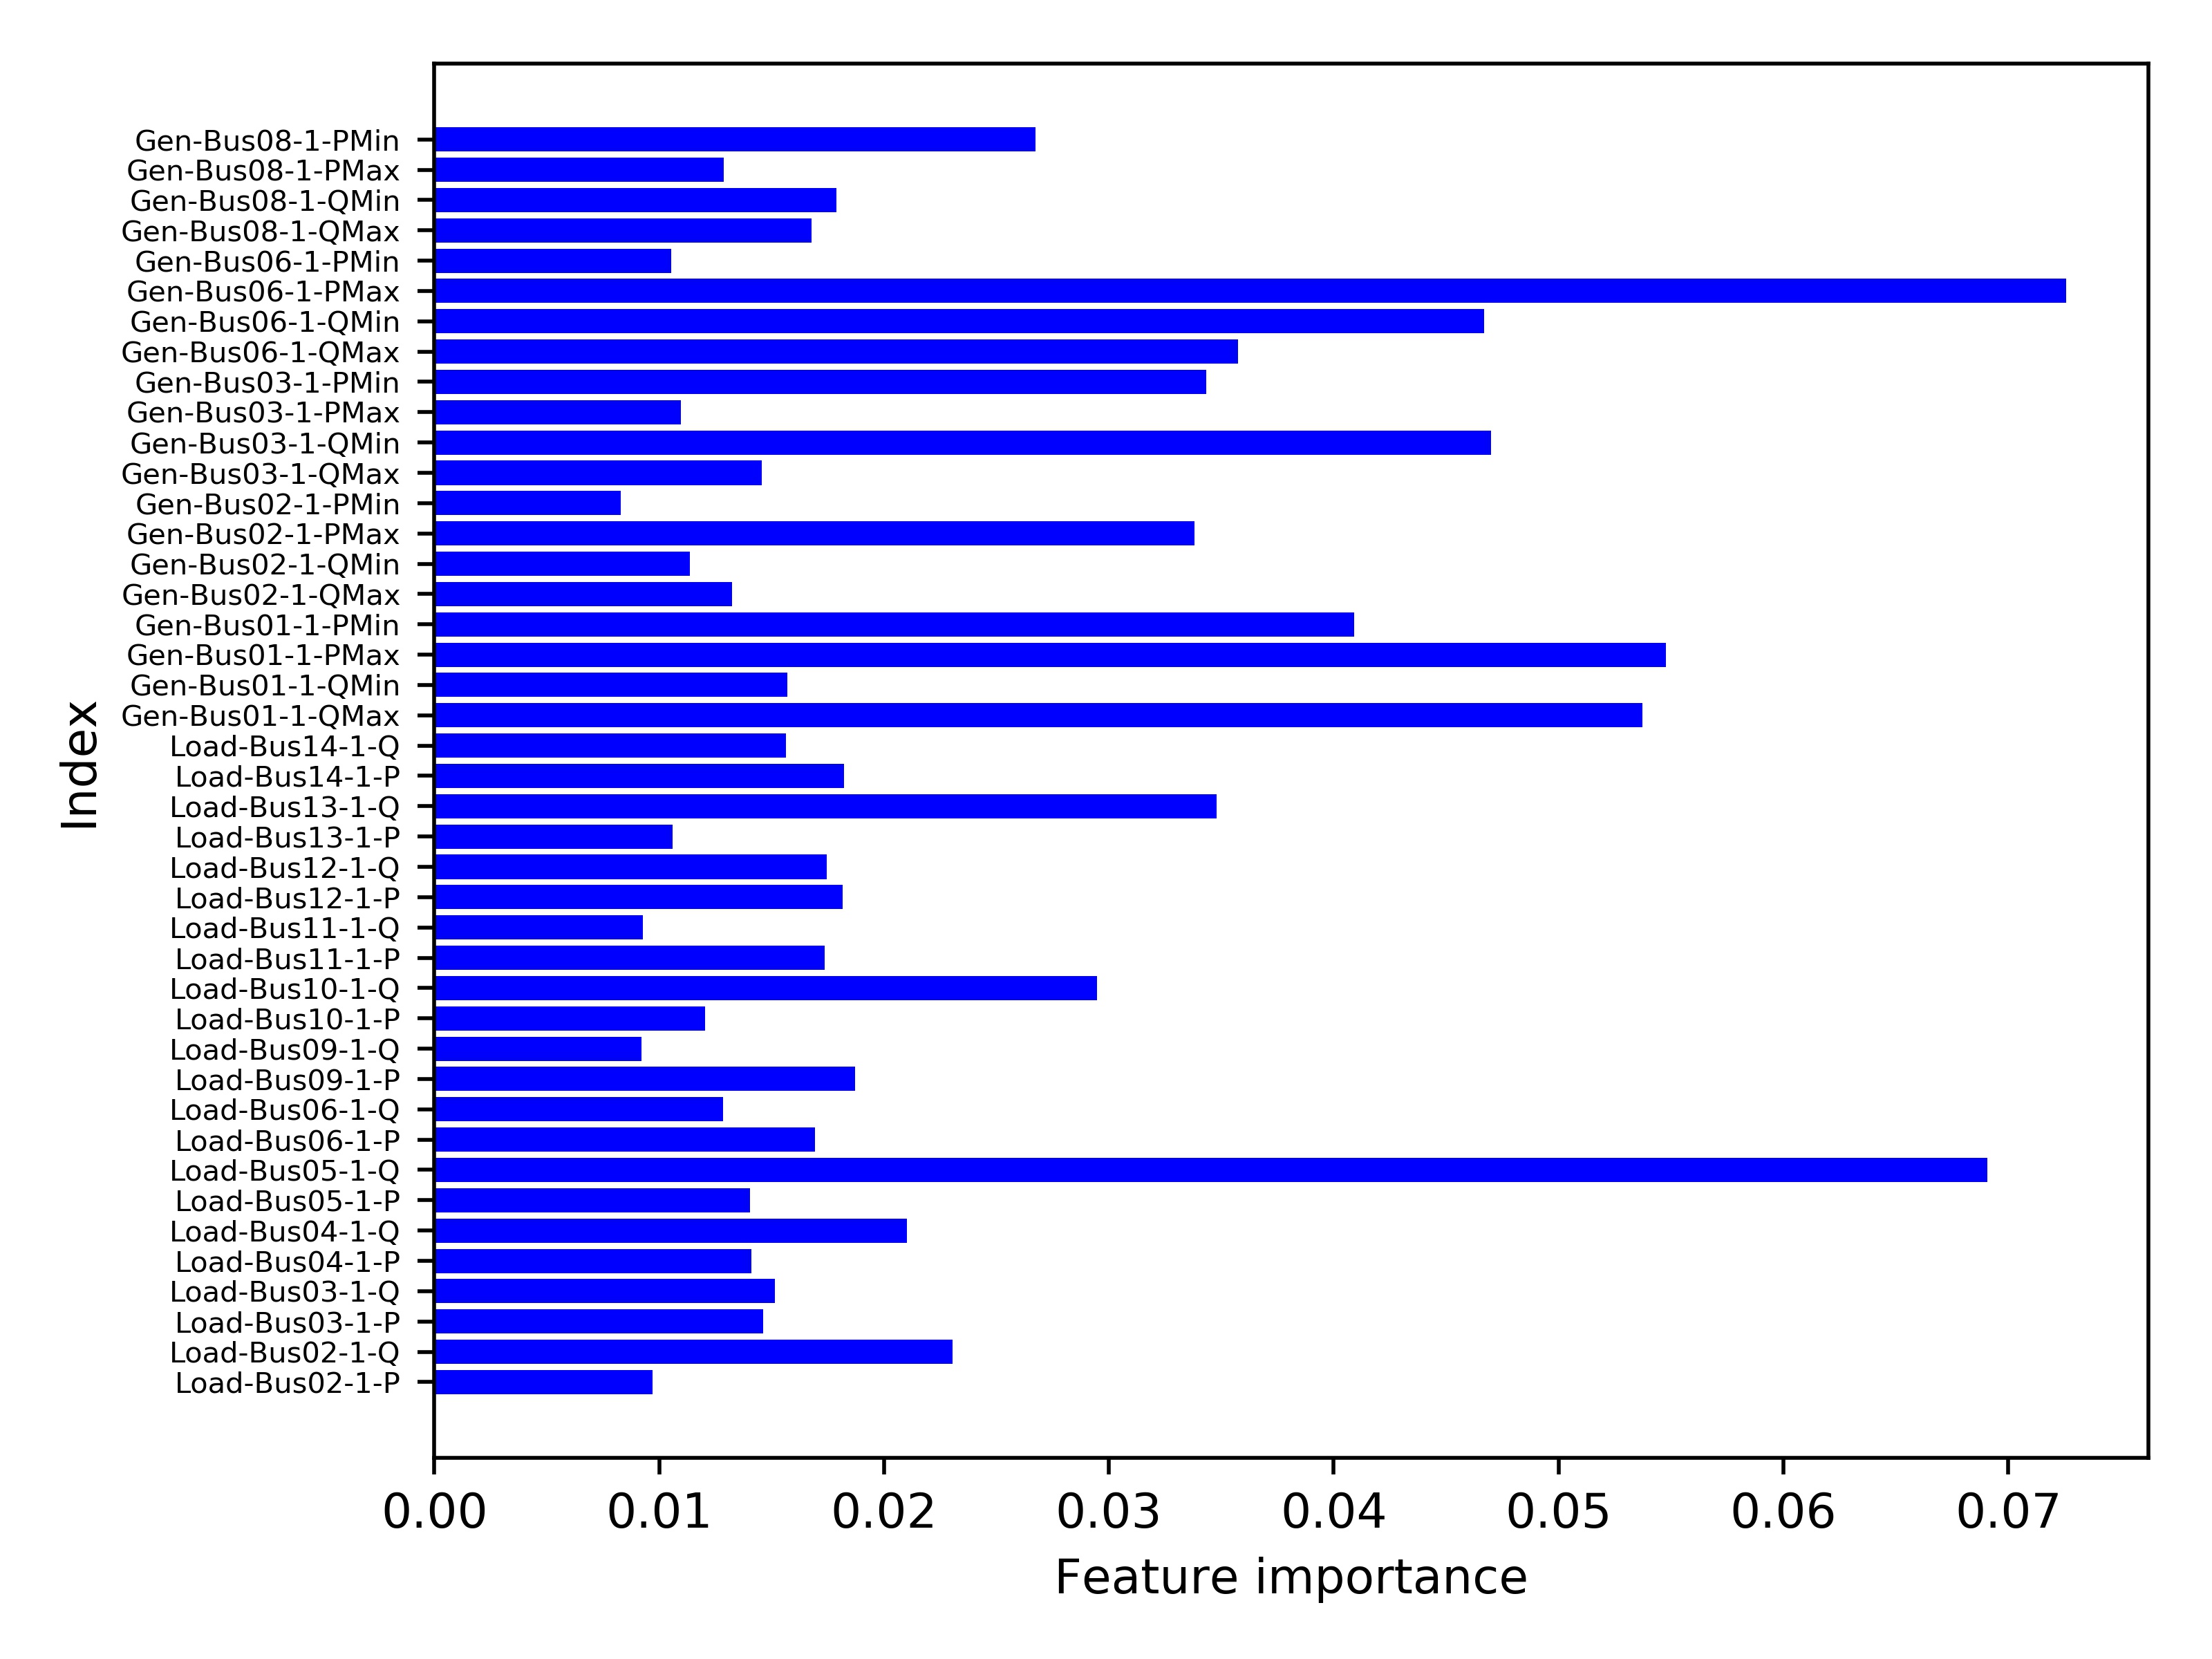 Gen-Bus08-1-PMin
Gen-Bus08-1-PMax
Gen-Bus08-1-QMin
Gen-Bus08-1-QMax
Gen-Bus06-1-PMin
Gen-Bus06-1-PMax
Gen-Bus06-1-QMin
Gen-Bus06-1-QMax
Gen-Bus03-1-PMin
Gen-Bus03-1-PMax
Gen-Bus03-1-QMin
Gen-Bus03-1-QMax
Gen-Bus02-1-PMin
Gen-Bus02-1-PMax
Gen-Bus02-1-QMin
Gen-Bus02-1-QMax
Gen-Bus01-1-PMin
Gen-Bus01-1-PMax
Gen-Bus01-1-QMin
Gen-Bus01-1-QMax
Load-Bus14-1-Q
Load-Bus14-1-P
Load-Bus13-1-Q
Load-Bus13-1-P
Load-Bus12-1-Q
Load-Bus12-1-P
Load-Bus11-1-Q
Load-Bus11-1-P
Load-Bus10-1-Q
Load-Bus10-1-P
Load-Bus09-1-Q
Load-Bus09-1-P
Load-Bus06-1-Q
Load-Bus06-1-P
Load-Bus05-1-Q
Load-Bus05-1-P
Load-Bus04-1-Q
Load-Bus04-1-P
Load-Bus03-1-Q
Load-Bus03-1-P
Load-Bus02-1-Q
Load-Bus02-1-P
Index
0.00 0.01 0.02 0.03 0.04 0.05 0.06 0.07
Feature importance